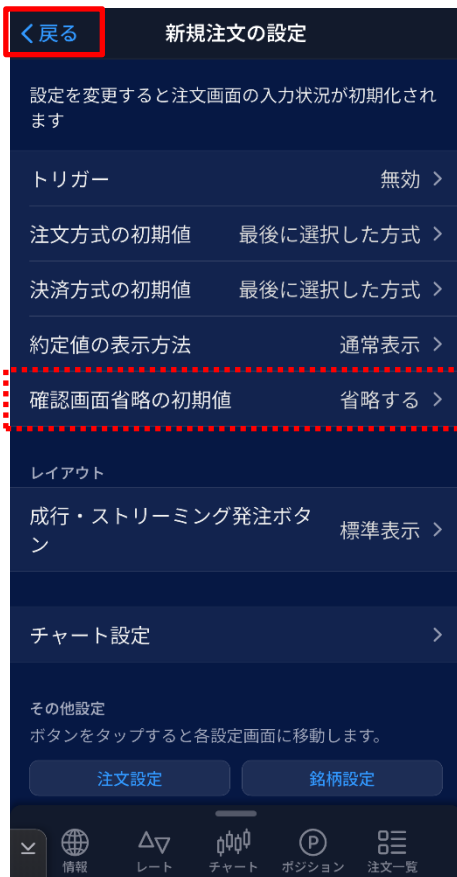 戻る 新規注文の設定
設定を変更すると注文画面の入力状況が初期化され
ます
トリガー 無効
注文方式の初期値 最後に選択した方式
決済方式の初期値 最後に選択した方式
約定値の表示方法 通常表示
確認画面省略の初期値 省略する
レイアウト
成行・ストリーミング発注ボタ
ン 標準表示
チャート設定
その他設定
ボタンをタップすると各設定画面に移動します。
注文設定 銘柄設定
情報 レート チャート ポジション 注文一覧